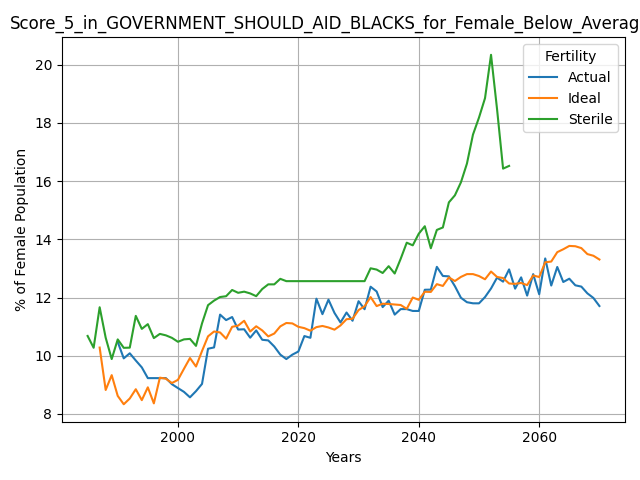 Score_5_in_GOVERNMENT_SHOULD_AID_BLACKS_for_Female_Below_Averag
Fertility
Actual
Ideal
Sterile
% of Female Population
20
18
16
14
12
10
8
2000 2020 2040 2060
Years